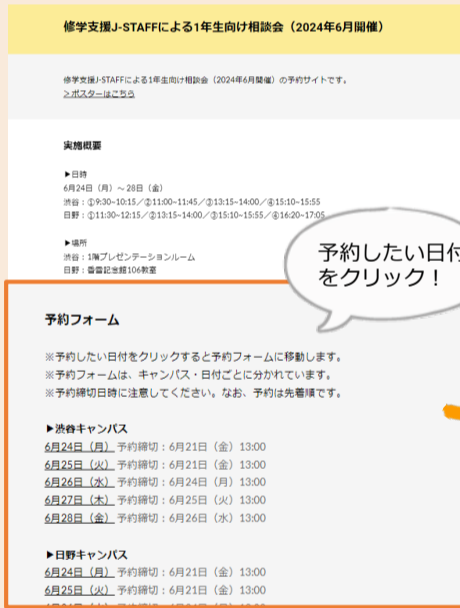 修学支援J-STAFFによる1年生向け相談会（2024年6月開催）
修学支援J-STAFFによる1年生向け相談会（2024年6月開催）の予約サイトです。
＞ポスターはこちら
実施概要
▶日時
6月24日（月）～ 28日（金）
渋谷：①9:30~10:15／②11:00~11:45／③13:15~14:00／④15:10~15:55
日野：①11:30~12:15／②13:15~14:00／③15:10~15:55／④16:20~17:05
▶場所
渋谷：1階プレゼンテーションルーム
日野：香雪記念館106教室
予約したい日付
をクリック！
予約フォーム
※予約したい日付をクリックすると予約フォームに移動します。
※予約フォームは、キャンパス・日付ごとに分かれています。
※予約締切日時に注意してください。なお、予約は先着順です。
▶渋谷キャンパス
6月24日（月） 予約締切：6月21日（金）13:00
6月25日（火） 予約締切：6月21日（金）13:00
6月26日（水） 予約締切：6月24日（月）13:00
6月27日（木） 予約締切：6月25日（火）13:00
6月28日（金） 予約締切：6月26日（水）13:00
▶日野キャンパス
6月24日（月） 予約締切：6月21日（金）13:00
6月25日（火） 予約締切：6月21日（金）13:00